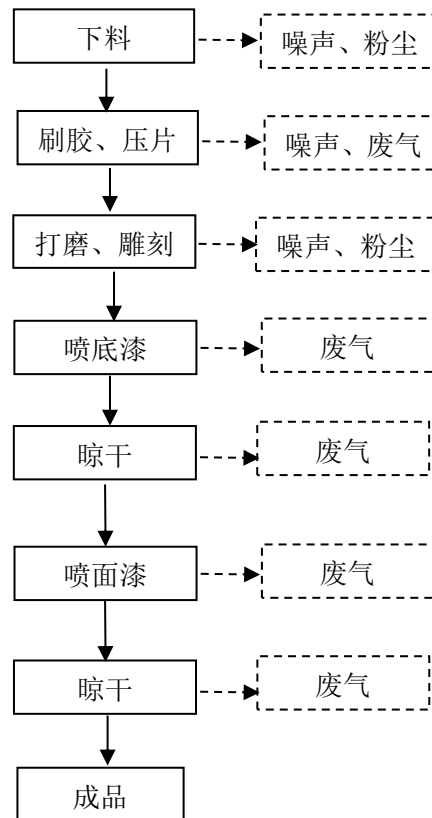 下料
噪声、粉尘
刷胶、压片
噪声、废气
打磨、雕刻
噪声、粉尘
喷底漆
废气
晾干
废气
喷面漆
废气
晾干
废气
成品